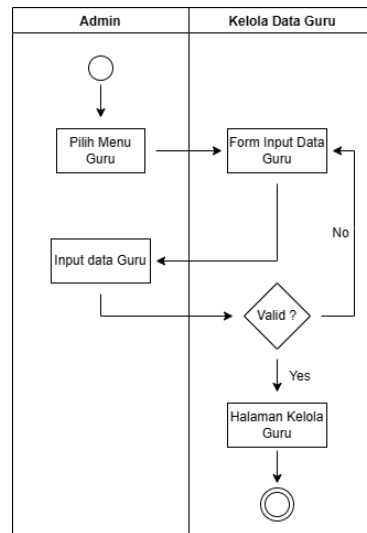 Admin
Kelola Data Guru
Pilih Menu
Guru
Form Input Data
Guru
No
Input data Guru
Valid ?
Yes
Halaman Kelola
Guru